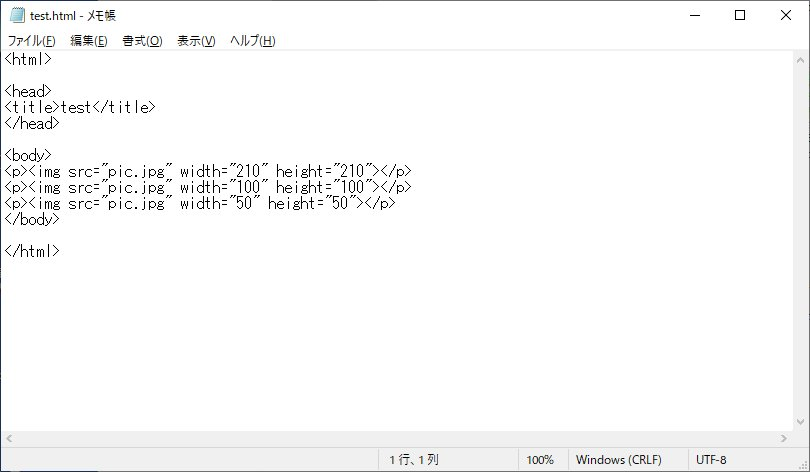 test.html - メモ帳
ファイル(F) 編集(E) 書式(O) 表示(V) ヘルプ(H)
<html>
<head>
<title>test</title>
</head>
<body>
<p><img src="pic.jpg" width="210" height="210"></p>
<p><img src="pic.jpg" width="100" height="100"></p>
<p><img src="pic.jpg" width="50" height="50"></p>
</body>
</html>
1 行、1 列 100% Windows (CRLF) UTF-8